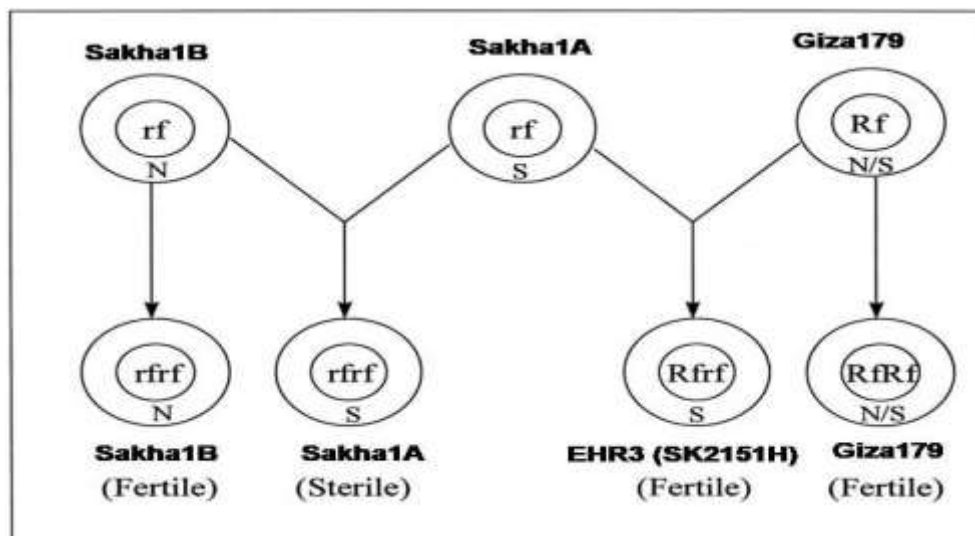 Sakha1B Sakha1A Giza179
rf rf Rf
N S N/S
rfrf rfrf Rfrf RfRf
N S S N/S
Sakha1B Sakha1A EHR3 (SK2151H) Giza179
(Fertile) (Sterile) (Fertile) (Fertile)